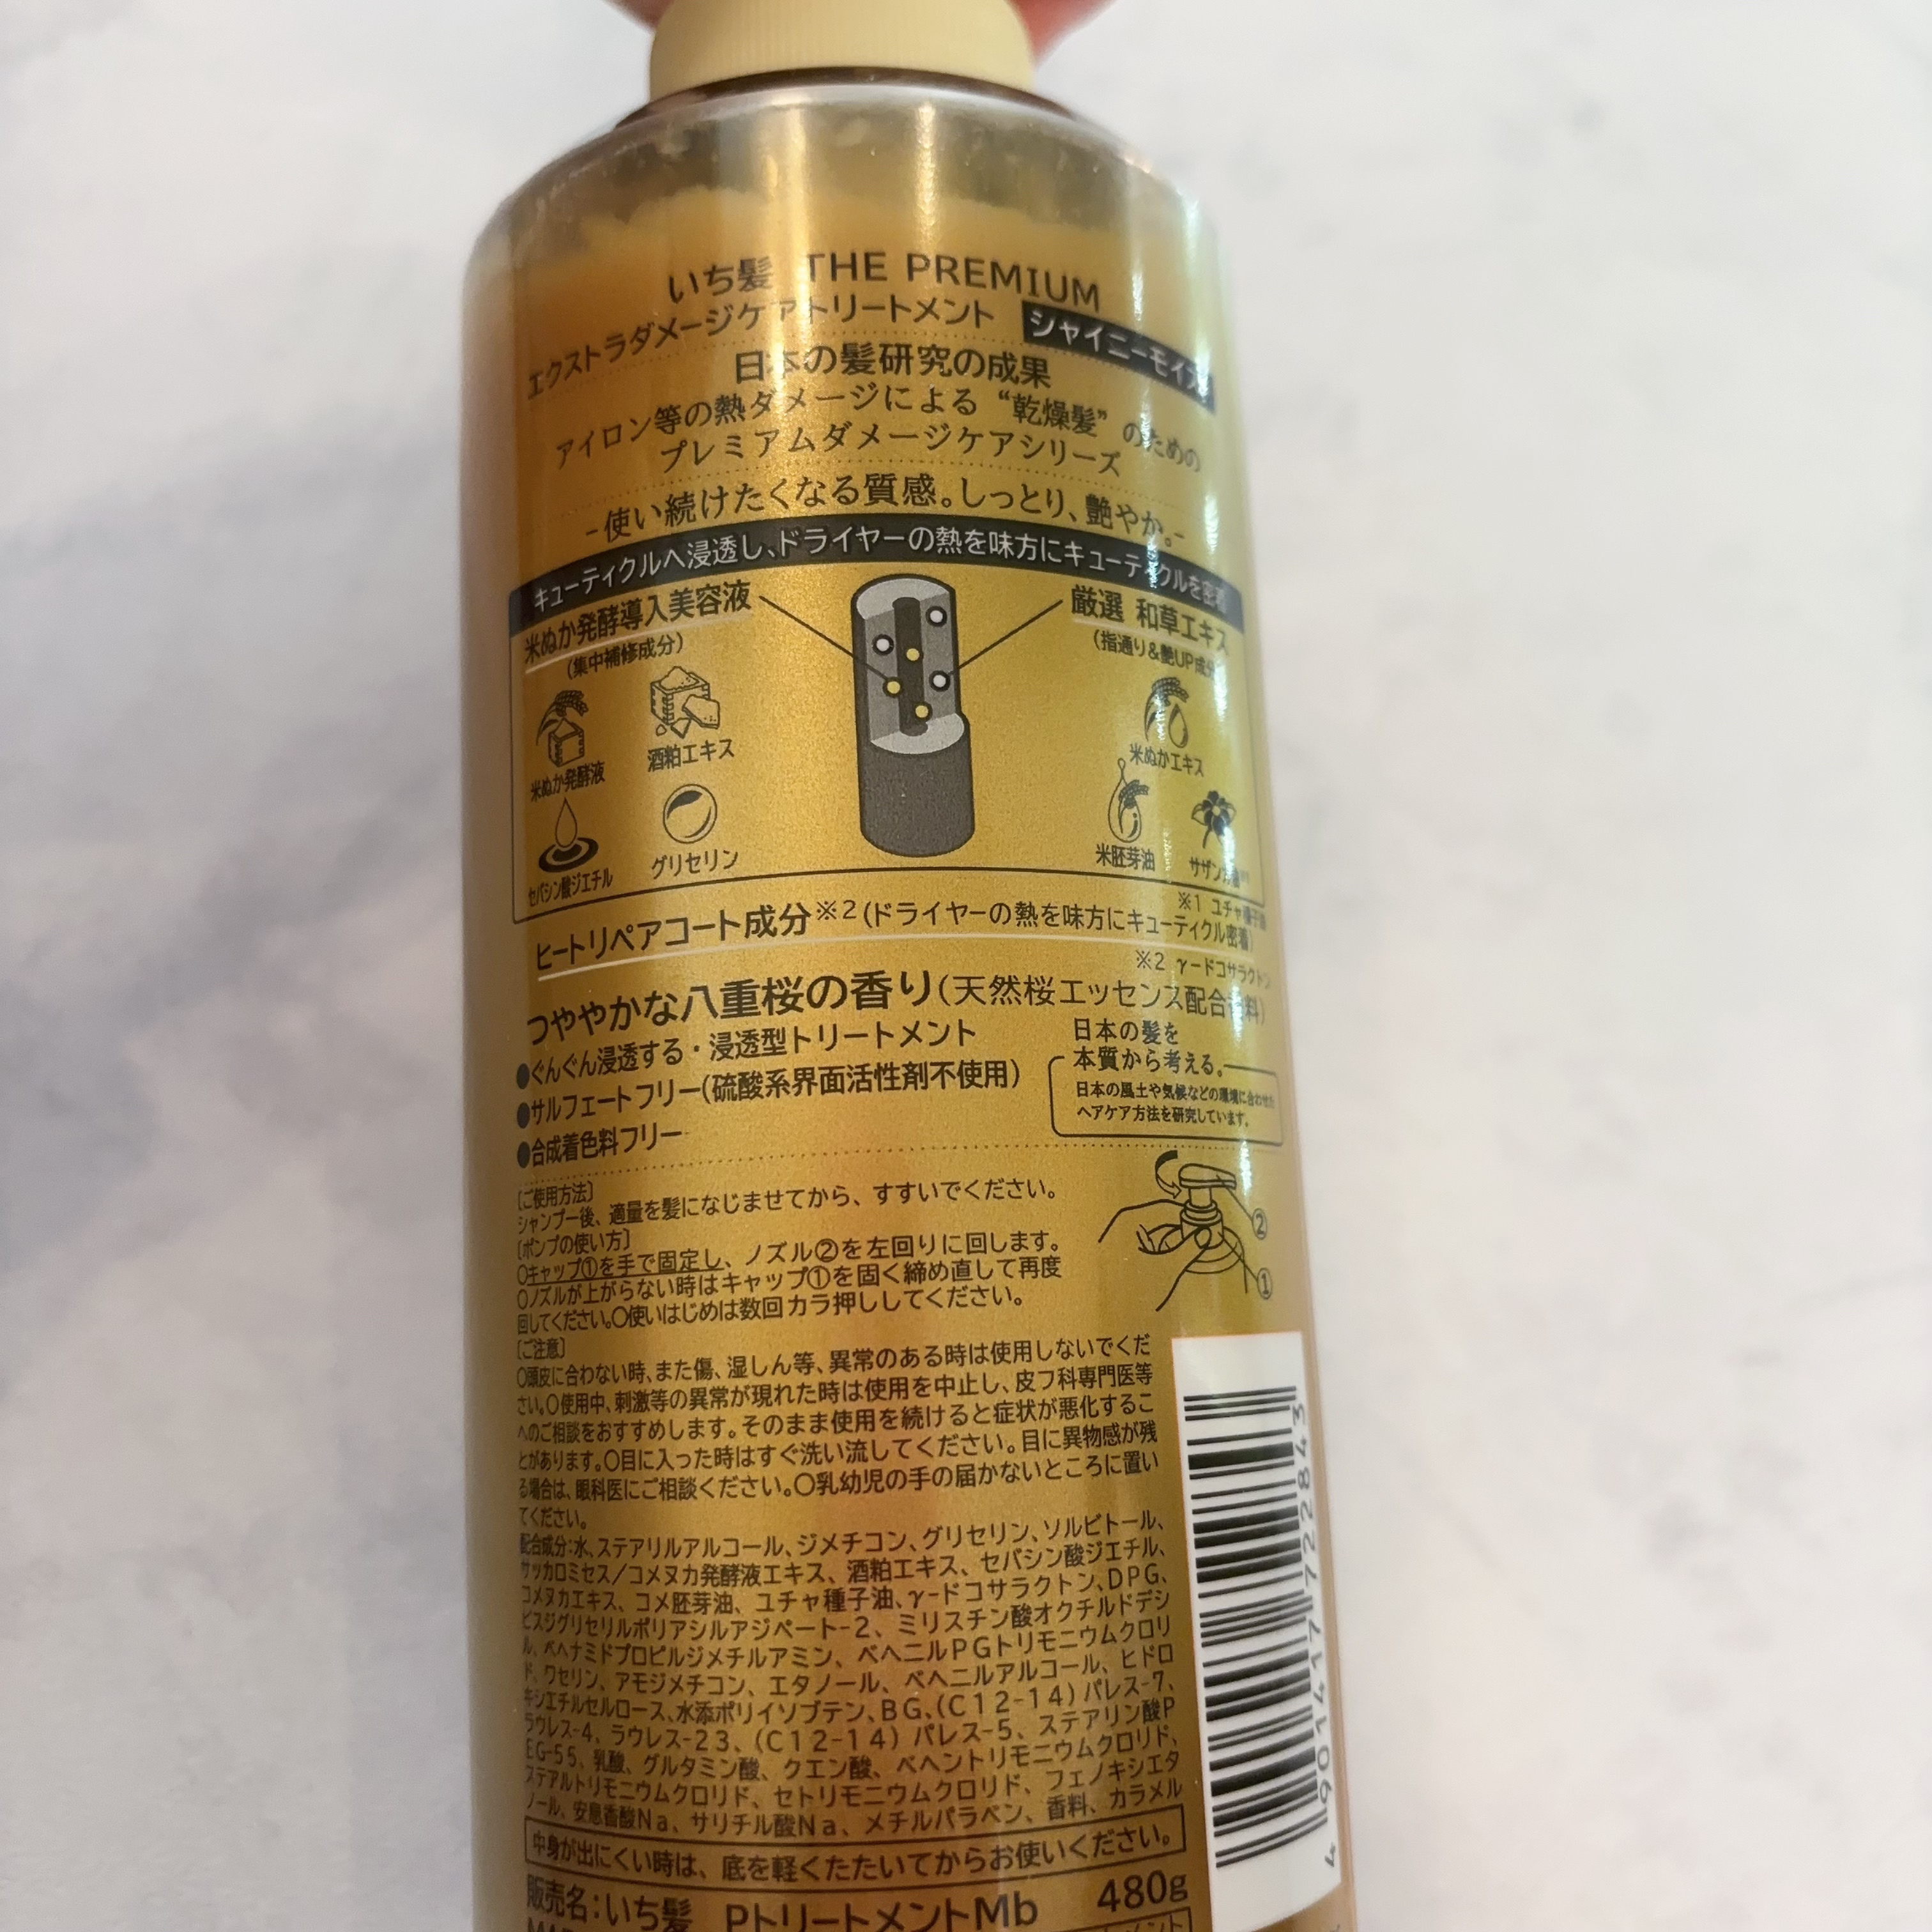 いち髪 THE PREMIUM
エクストラダメージケアトリートメント シャイニーモイスト
日本の髪研究の成果
アイロン等の熱ダメージによる“乾燥髪”のための
プレミアムダメージケアシリーズ
-使い続けたくなる質感。しっとり、艶やか。-
キューティクルへ浸透し、ドライヤーの熱を味方にキューティクルを密着
米ぬか発酵導入美容液 厳選 和草エキス
(集中補修成分) (指通り&艶UP成分)
米ぬか発酵液 酒粕エキス 米ぬかエキス
セバシン酸ジエチル グリセリン 米胚芽油 サザンカ油※1
※1 ユチャ種子油
ヒートリペアコート成分※2(ドライヤーの熱を味方にキューティクル密着)
※2 γ-ドコサラクトン
つややかな八重桜の香り(天然桜エッセンス配合香料)
●ぐんぐん浸透する・浸透型トリートメント
●サルフェートフリー(硫酸系界面活性剤不使用)
●合成着色料フリー
日本の髪を
本質から考える。
日本の風土や気候などの環境に合わせた
ヘアケア方法を研究しています。
〔ご使用方法〕
シャンプー後、適量を髪になじませてから、すすいでください。
〔ポンプの使い方〕
○キャップ①を手で固定し、ノズル②を左回りに回します。
○ノズルが上がらない時はキャップ①を固く締め直して再度
回してください。○使いはじめは数回カラ押ししてください。
②
①
〔ご注意〕
○頭皮に合わない時、また傷、湿しん等、異常のある時は使用しないでくだ
さい。○使用中、刺激等の異常が現れた時は使用を中止し、皮フ科専門医等
へのご相談をおすすめします。そのまま使用を続けると症状が悪化するこ
とがあります。○目に入った時はすぐ洗い流してください。目に異物感が残
る場合は、眼科医にご相談ください。○乳幼児の手の届かないところに置い
てください。
配合成分:水、ステアリルアルコール、ジメチコン、グリセリン、ソルビトール、
サッカロミセス/コメヌカ発酵液エキス、酒粕エキス、セバシン酸ジエチル、
コメヌカエキス、コメ胚芽油、ユチャ種子油、γ-ドコサラクトン、DPG、
ビスジグリセリルポリアシルアジペート-2、ミリスチン酸オクチルドデシ
ル、ベヘナミドプロピルジメチルアミン、ベヘニルPGトリモニウムクロリ
ド、ワセリン、アモジメチコン、エタノール、ベヘニルアルコール、ヒドロ
キシエチルセルロース、水添ポリイソブテン、BG、(C12-14)パレス-7、
ラウレス-4、ラウレス-23、(C12-14)パレス-5、ステアリン酸P
EG-55、乳酸、グルタミン酸、クエン酸、ベヘントリモニウムクロリド、
ステアルトリモニウムクロリド、セトリモニウムクロリド、フェノキシエタ
ノール、安息香酸Na、サリチル酸Na、メチルパラベン、香料、カラメル
中身が出にくい時は、底を軽くたたいてからお使いください。
販売名:いち髪 PトリートメントMb 480g
4 901417 722843